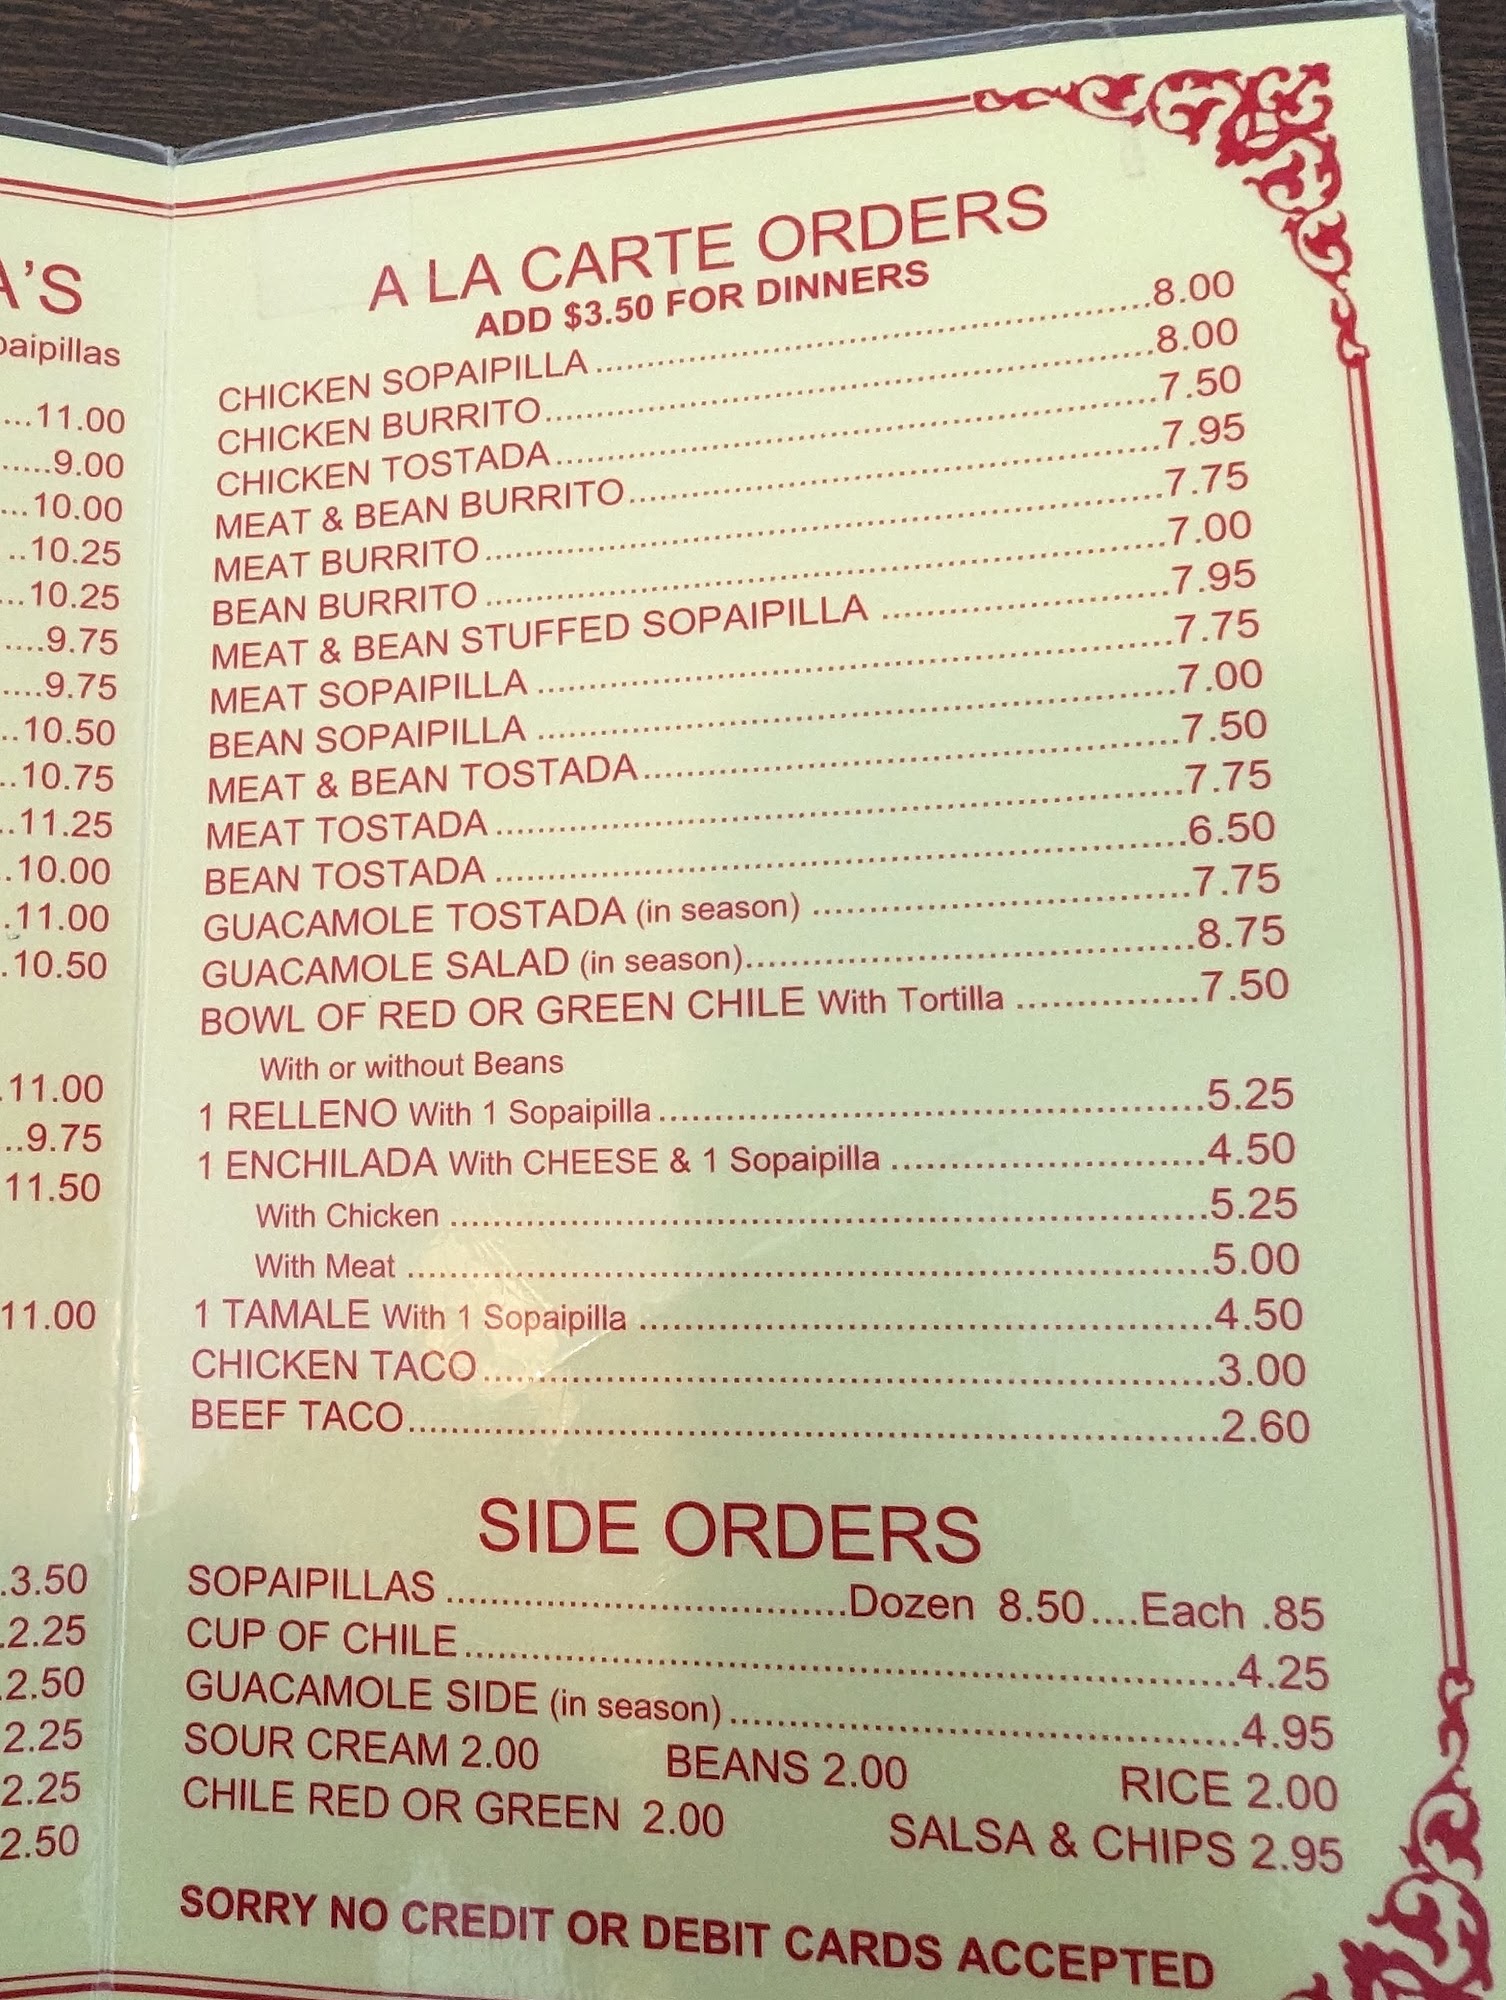 A'S
paipillas
...11.00
......9.00
...10.00
..10.25
...10.25
....9.75
....9.75
..10.50
..10.75
..11.25
.10.00
.11.00
.10.50
.11.00
..9.75
11.50
11.00
.3.50
.2.25
.2.50
2.25
2.25
2.50
A LA CARTE ORDERS
ADD $3.50 FOR DINNERS
CHICKEN SOPAIPILLA 8.00
CHICKEN BURRITO 8.00
CHICKEN TOSTADA 7.50
MEAT & BEAN BURRITO 7.95
MEAT BURRITO 7.75
BEAN BURRITO 7.00
MEAT & BEAN STUFFED SOPAIPILLA 7.95
MEAT SOPAIPILLA 7.75
BEAN SOPAIPILLA 7.00
MEAT & BEAN TOSTADA 7.50
MEAT TOSTADA 7.75
BEAN TOSTADA 6.50
GUACAMOLE TOSTADA (in season) 7.75
GUACAMOLE SALAD (in season) 8.75
BOWL OF RED OR GREEN CHILE With Tortilla 7.50
With or without Beans
1 RELLENO With 1 Sopaipilla 5.25
1 ENCHILADA With CHEESE & 1 Sopaipilla 4.50
With Chicken 5.25
With Meat 5.00
1 TAMALE With 1 Sopaipilla 4.50
CHICKEN TACO 3.00
BEEF TACO 2.60
SIDE ORDERS
SOPAIPILLAS Dozen 8.50....Each .85
CUP OF CHILE 4.25
GUACAMOLE SIDE (in season) 4.95
SOUR CREAM 2.00 BEANS 2.00 RICE 2.00
CHILE RED OR GREEN 2.00 SALSA & CHIPS 2.95
SORRY NO CREDIT OR DEBIT CARDS ACCEPTED